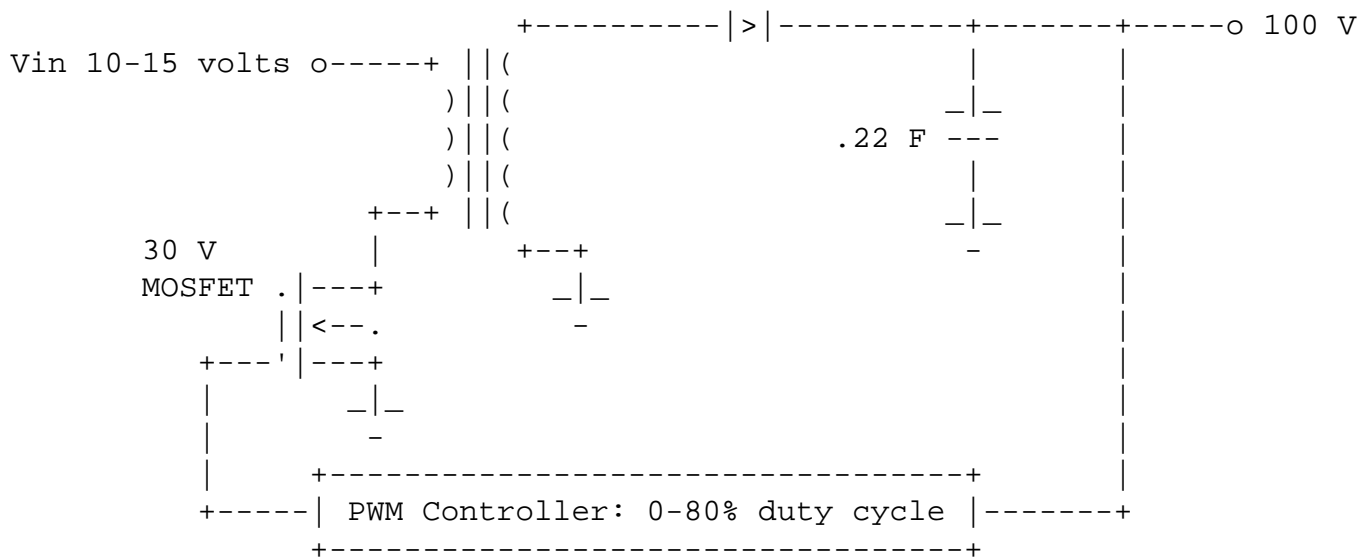 100 V
Vin 10-15 volts
.22 F
30 V
MOSFET
PWM Controller: 0-80% duty cycle